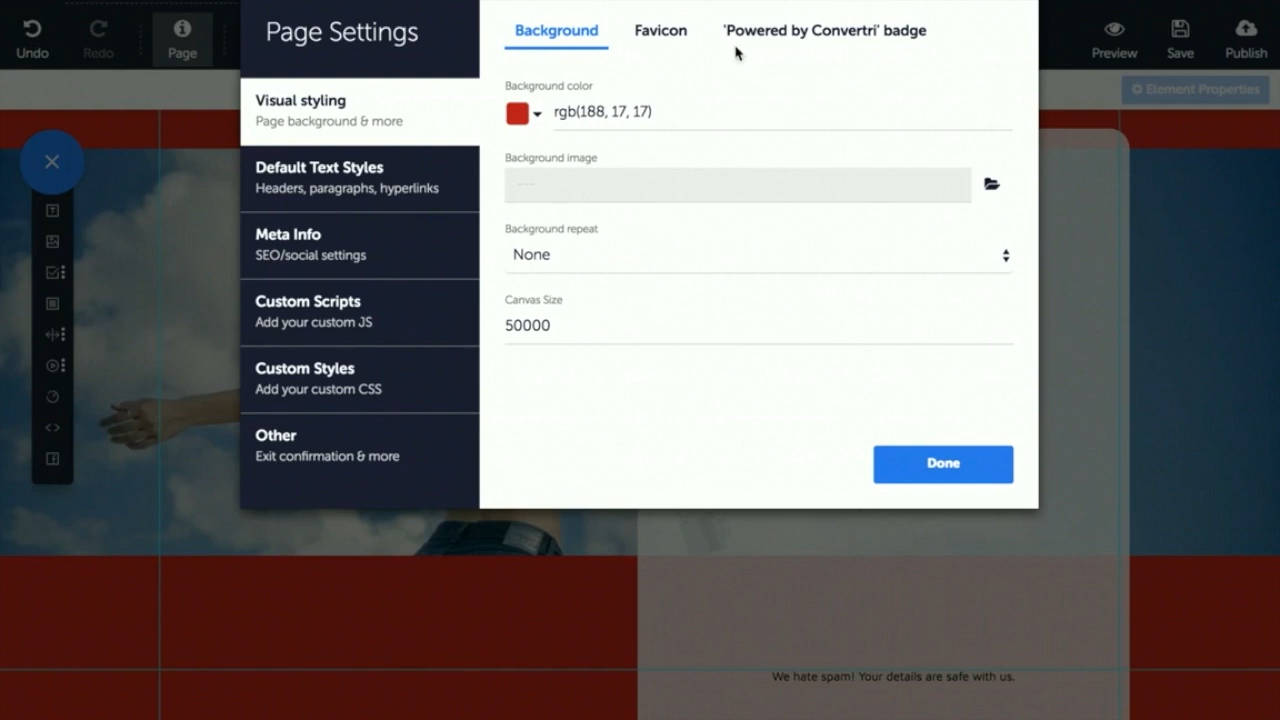 Undo
Redo
Page
Page Settings
Background
Favicon
'Powered by Convertri' badge
Preview
Save
Publish
Element Properties
Visual styling
Page background & more
Default Text Styles
Headers, paragraphs, hyperlinks
Meta Info
SEO/social settings
Custom Scripts
Add your custom JS
Custom Styles
Add your custom CSS
Other
Exit confirmation & more
Background color
rgb(188, 17, 17)
Background image
---
Background repeat
None
Canvas Size
50000
Done
We hate spam! Your details are safe with us.